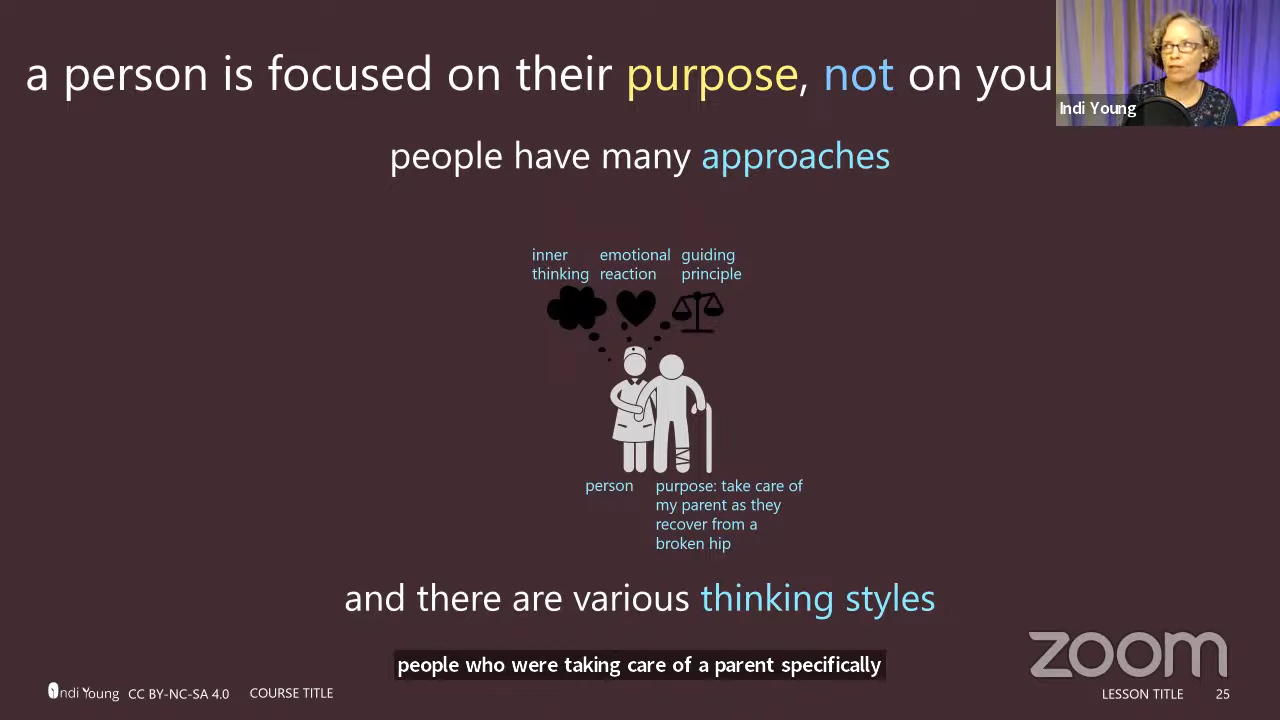 a person is focused on their purpose, not on you
Indi Young
people have many approaches
inner thinking
emotional reaction
guiding principle
person
purpose: take care of
my parent as they
recover from a
broken hip
and there are various thinking styles
people who were taking care of a parent specifically
zoom
Indi Young CC BY-NC-SA 4.0 COURSE TITLE
LESSON TITLE 25